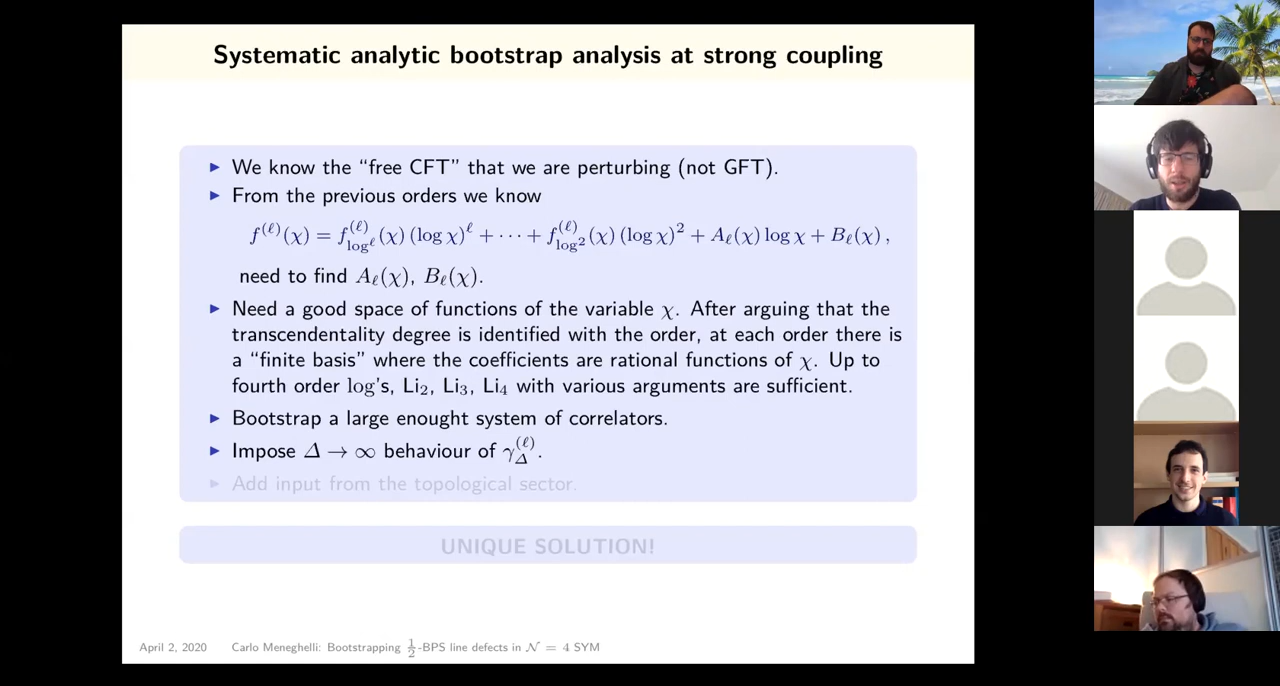 Systematic analytic bootstrap analysis at strong coupling
▶ We know the “free CFT” that we are perturbing (not GFT).
▶ From the previous orders we know
f^{(ℓ)}(χ) = f^{(ℓ)}_{log^ℓ}(χ) (log χ)^ℓ + ··· + f^{(ℓ)}_{log^2}(χ) (log χ)^2 + A_ℓ(χ) log χ + B_ℓ(χ) ,
need to find A_ℓ(χ), B_ℓ(χ).
▶ Need a good space of functions of the variable χ. After arguing that the
transcendentality degree is identified with the order, at each order there is
a “finite basis” where the coefficients are rational functions of χ. Up to
fourth order log's, Li_2, Li_3, Li_4 with various arguments are sufficient.
▶ Bootstrap a large enought system of correlators.
▶ Impose Δ → ∞ behaviour of γ^{(ℓ)}_Δ.
▶ Add input from the topological sector.
UNIQUE SOLUTION!
April 2, 2020 Carlo Meneghelli: Bootstrapping 1/2-BPS line defects in N = 4 SYM